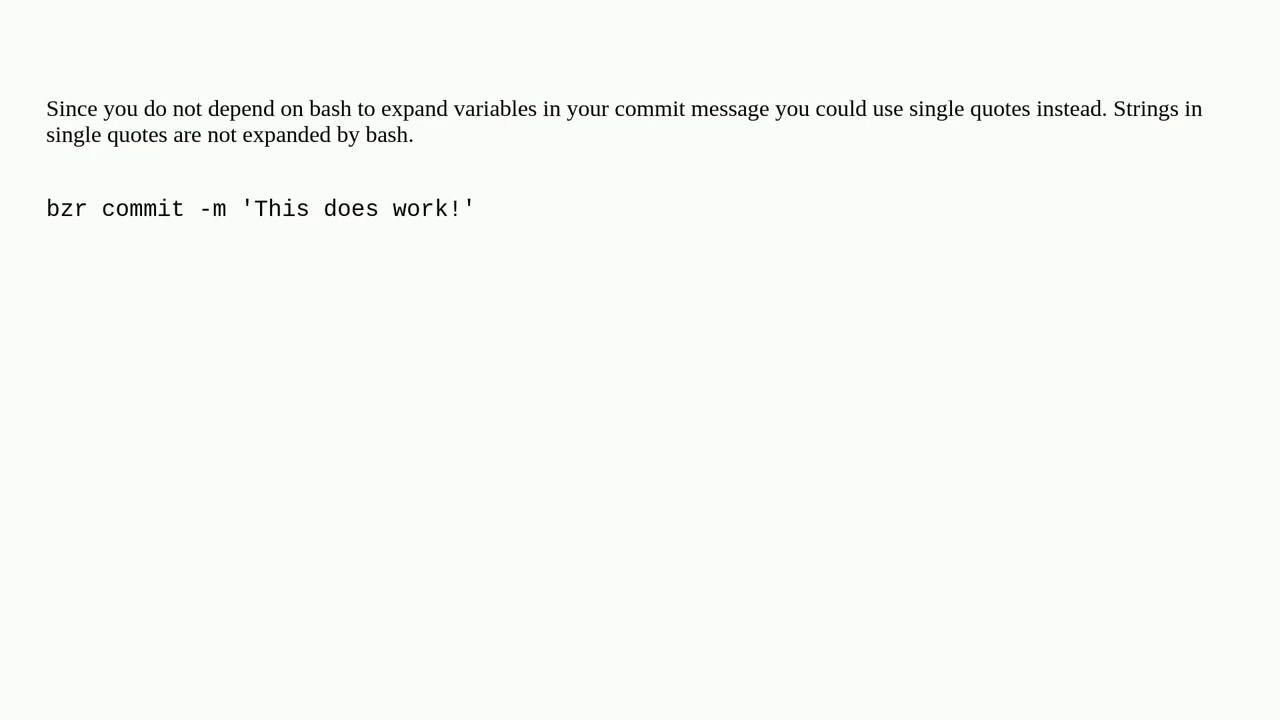 Since you do not depend on bash to expand variables in your commit message you could use single quotes instead. Strings in
single quotes are not expanded by bash.
bzr commit -m 'This does work!'